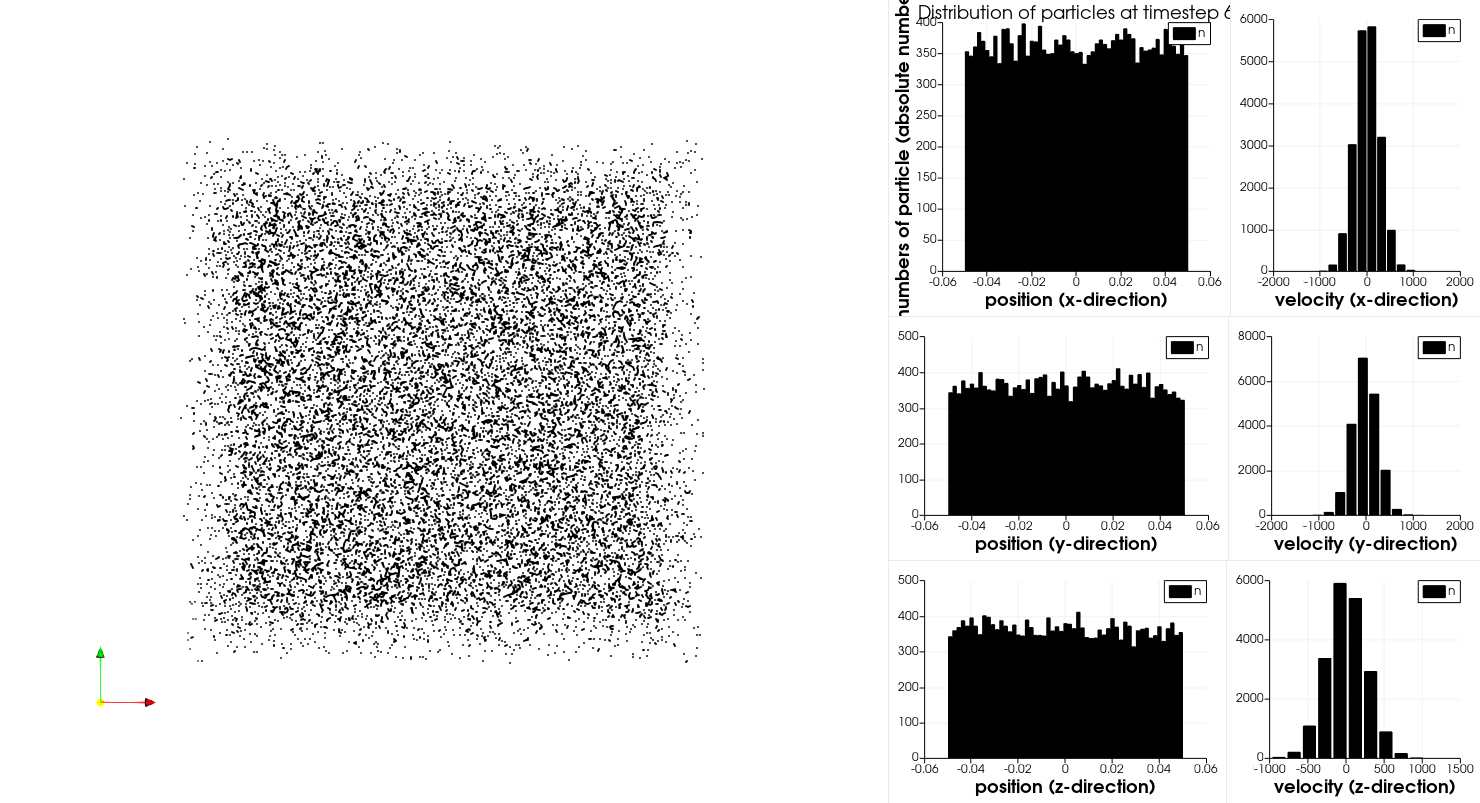 Distribution of particles at timestep 6
numbers of particle (absolute numbe
400
350
300
250
200
150
100
50
0
-0.06 -0.04 -0.02 0 0.02 0.04 0.06
position (x-direction)
n
6000
5000
4000
3000
2000
1000
0
-2000 -1000 0 1000 2000
velocity (x-direction)
n
500
400
300
200
100
0
-0.06 -0.04 -0.02 0 0.02 0.04 0.06
position (y-direction)
n
8000
6000
4000
2000
0
-2000 -1000 0 1000 2000
velocity (y-direction)
n
500
400
300
200
100
0
-0.06 -0.04 -0.02 0 0.02 0.04 0.06
position (z-direction)
n
6000
4000
2000
0
-1000 -500 0 500 1000 1500
velocity (z-direction)
n